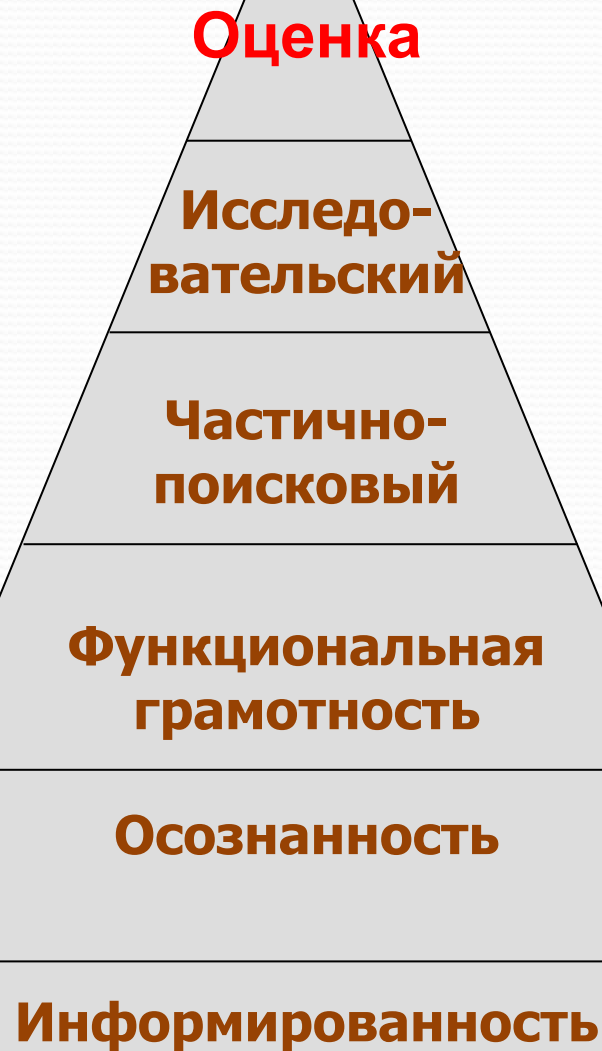 Оценка
Исследо-
вательский
Частично-
поисковый
Функциональная
грамотность
Осознанность
Информированность